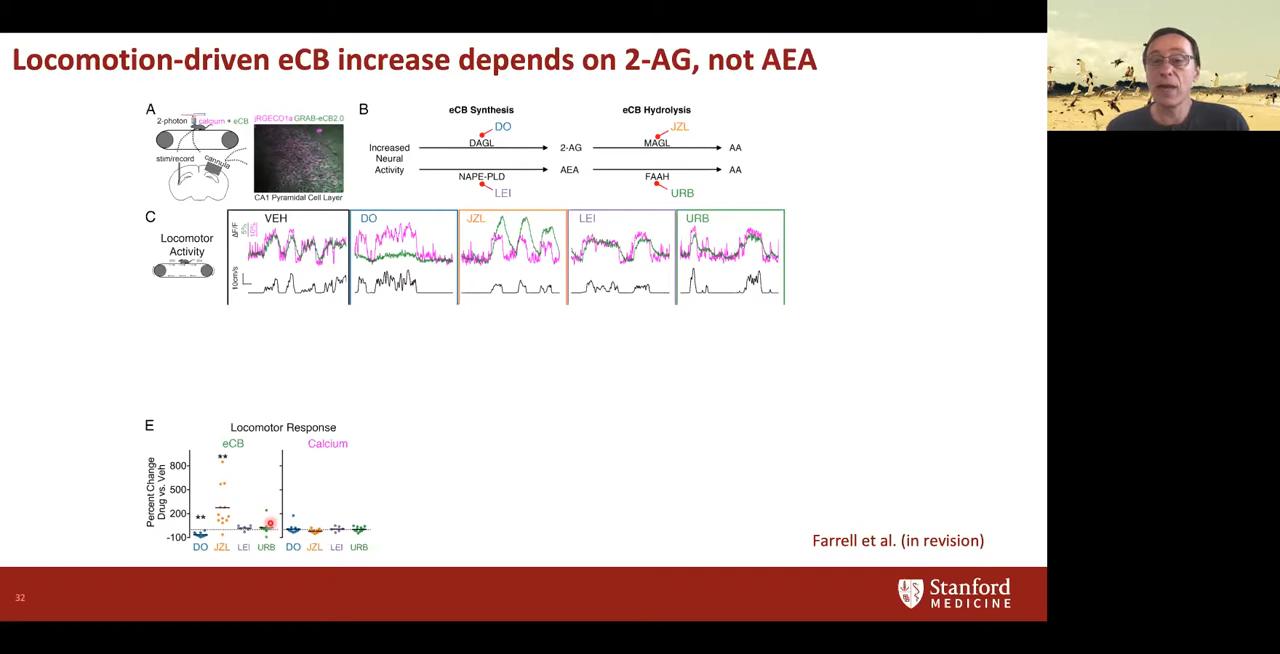 Locomotion-driven eCB increase depends on 2-AG, not AEA
A
2-photon
calcium + eCB
stim/record
cannula
jRGECO1a GRAB-eCB2.0
CA1 Pyramidal Cell Layer
B
eCB Synthesis
eCB Hydrolysis
DO
JZL
DAGL
MAGL
Increased
Neural
Activity
2-AG
AA
AEA
AA
NAPE-PLD
FAAH
LEI
URB
C
Locomotor
Activity
VEH
DO
JZL
LEI
URB
ΔF/F
5%
10%
10cm/s
E
Locomotor Response
eCB
Calcium
Percent Change
Drug vs. Veh
800
500
200
-100
**
**
DO JZL LEI URB
DO JZL LEI URB
Farrell et al. (in revision)
32
Stanford
MEDICINE